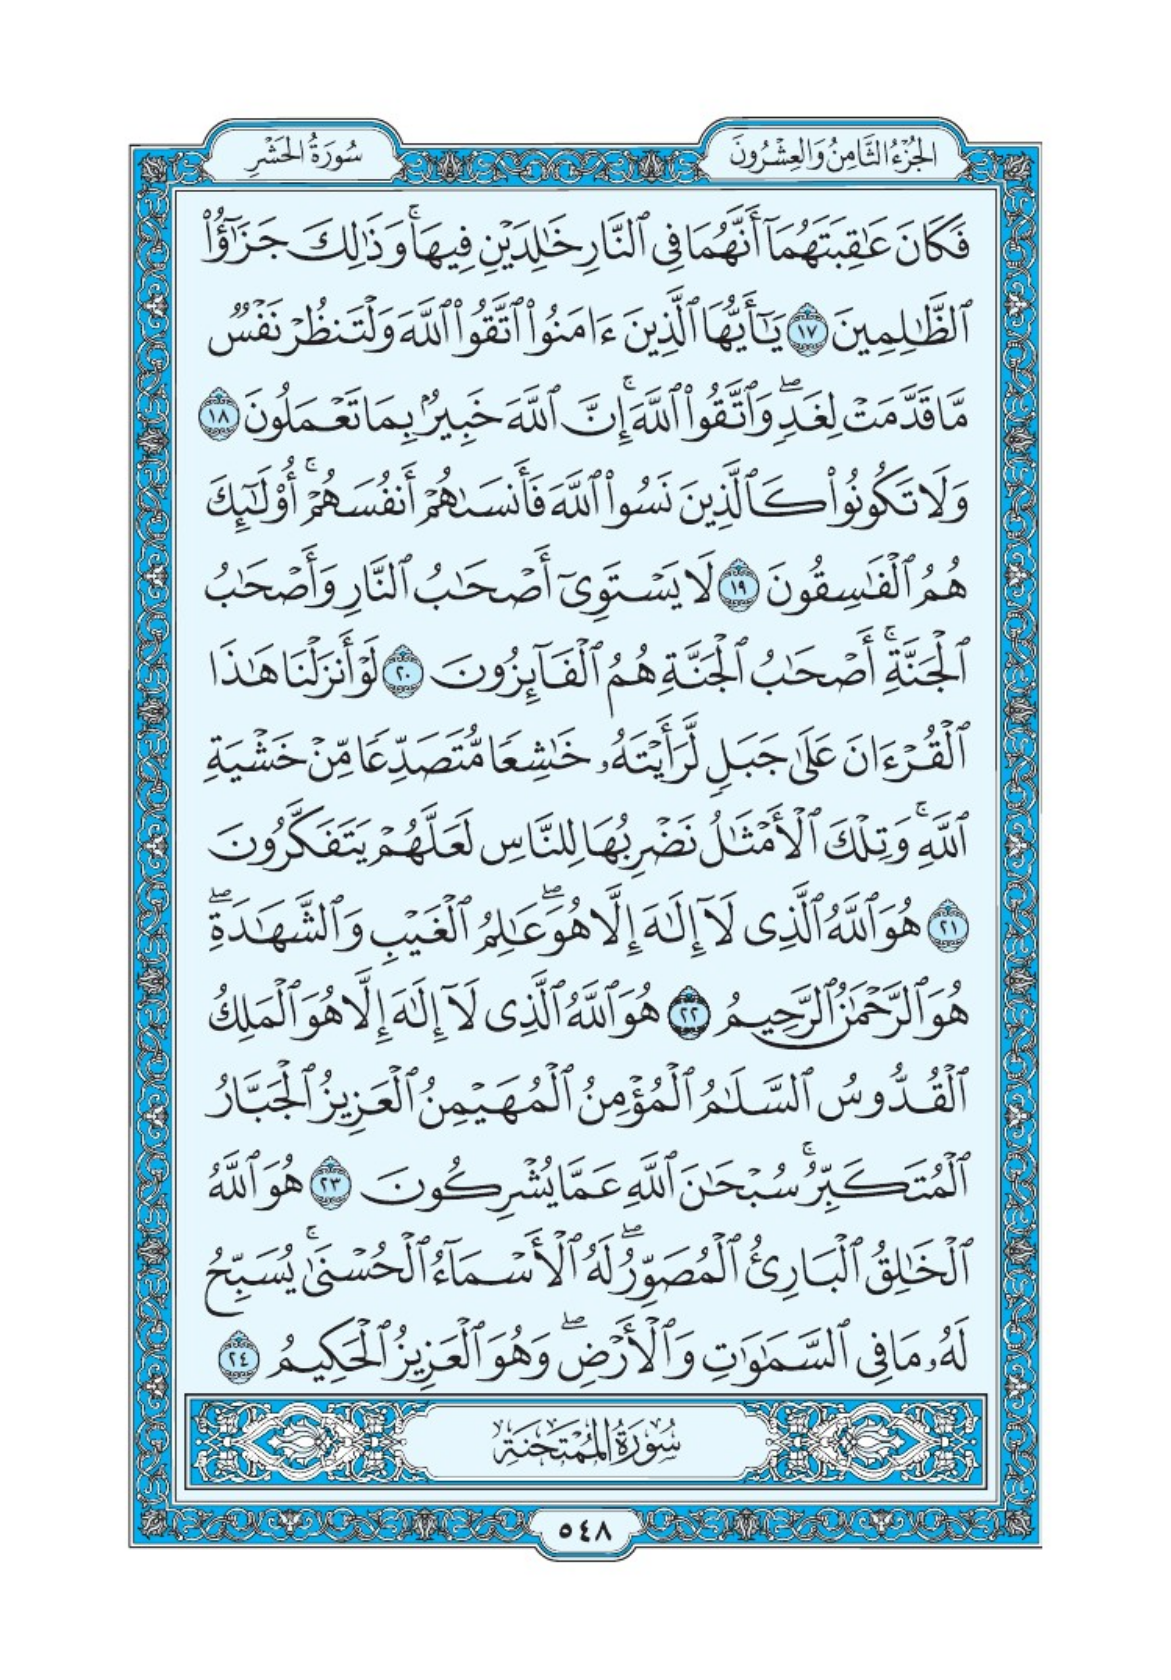 الجُزْءُ الثَّامِنُ وَالعِشْرُونَ
سُورَةُ الحَشْرِ
فَكَانَ عَٰقِبَتَهُمَآ أَنَّهُمَا فِى ٱلنَّارِ خَٰلِدَيْنِ فِيهَاۚ وَذَٰلِكَ جَزَٰٓؤُا۟
ٱلظَّٰلِمِينَ ١٧ يَٰٓأَيُّهَا ٱلَّذِينَ ءَامَنُوا۟ ٱتَّقُوا۟ ٱللَّهَ وَلْتَنظُرْ نَفْسٌ
مَّا قَدَّمَتْ لِغَدٍۖ وَٱتَّقُوا۟ ٱللَّهَۚ إِنَّ ٱللَّهَ خَبِيرٌۢ بِمَا تَعْمَلُونَ ١٨
وَلَا تَكُونُوا۟ كَٱلَّذِينَ نَسُوا۟ ٱللَّهَ فَأَنسَىٰهُمْ أَنفُسَهُمْۚ أُو۟لَٰٓئِكَ
هُمُ ٱلْفَٰسِقُونَ ١٩ لَا يَسْتَوِىٓ أَصْحَٰبُ ٱلنَّارِ وَأَصْحَٰبُ
ٱلْجَنَّةِۚ أَصْحَٰبُ ٱلْجَنَّةِ هُمُ ٱلْفَآئِزُونَ ٢٠ لَوْ أَنزَلْنَا هَٰذَا
ٱلْقُرْءَانَ عَلَىٰ جَبَلٍ لَّرَأَيْتَهُۥ خَٰشِعًا مُّتَصَدِّعًا مِّنْ خَشْيَةِ
ٱللَّهِۚ وَتِلْكَ ٱلْأَمْثَٰلُ نَضْرِبُهَا لِلنَّاسِ لَعَلَّهُمْ يَتَفَكَّرُونَ
٢١ هُوَ ٱللَّهُ ٱلَّذِى لَآ إِلَٰهَ إِلَّا هُوَۖ عَٰلِمُ ٱلْغَيْبِ وَٱلشَّهَٰدَةِۖ
هُوَ ٱلرَّحْمَٰنُ ٱلرَّحِيمُ ٢٢ هُوَ ٱللَّهُ ٱلَّذِى لَآ إِلَٰهَ إِلَّا هُوَ ٱلْمَلِكُ
ٱلْقُدُّوسُ ٱلسَّلَٰمُ ٱلْمُؤْمِنُ ٱلْمُهَيْمِنُ ٱلْعَزِيزُ ٱلْجَبَّارُ
ٱلْمُتَكَبِّرُۚ سُبْحَٰنَ ٱللَّهِ عَمَّا يُشْرِكُونَ ٢٣ هُوَ ٱللَّهُ
ٱلْخَٰلِقُ ٱلْبَارِئُ ٱلْمُصَوِّرُۖ لَهُ ٱلْأَسْمَآءُ ٱلْحُسْنَىٰۚ يُسَبِّحُ
لَهُۥ مَا فِى ٱلسَّمَٰوَٰتِ وَٱلْأَرْضِۖ وَهُوَ ٱلْعَزِيزُ ٱلْحَكِيمُ ٢٤
سُورَةُ المُمْتَحَنَةِ
٥٤٨